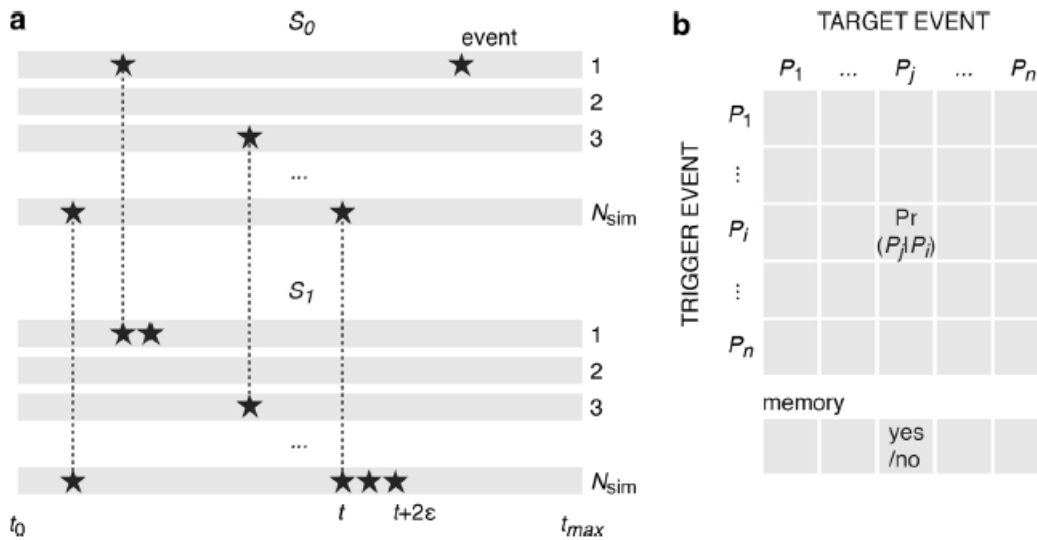 a
S0
event
1
2
3
...
Nsim
S1
1
2
3
...
Nsim
t
t+2ε
t0
tmax
b
TARGET EVENT
P1 ... Pj ... Pn
TRIGGER EVENT
P1
⋮
Pi
Pr
(Pj|Pi)
⋮
Pn
memory
yes
/no